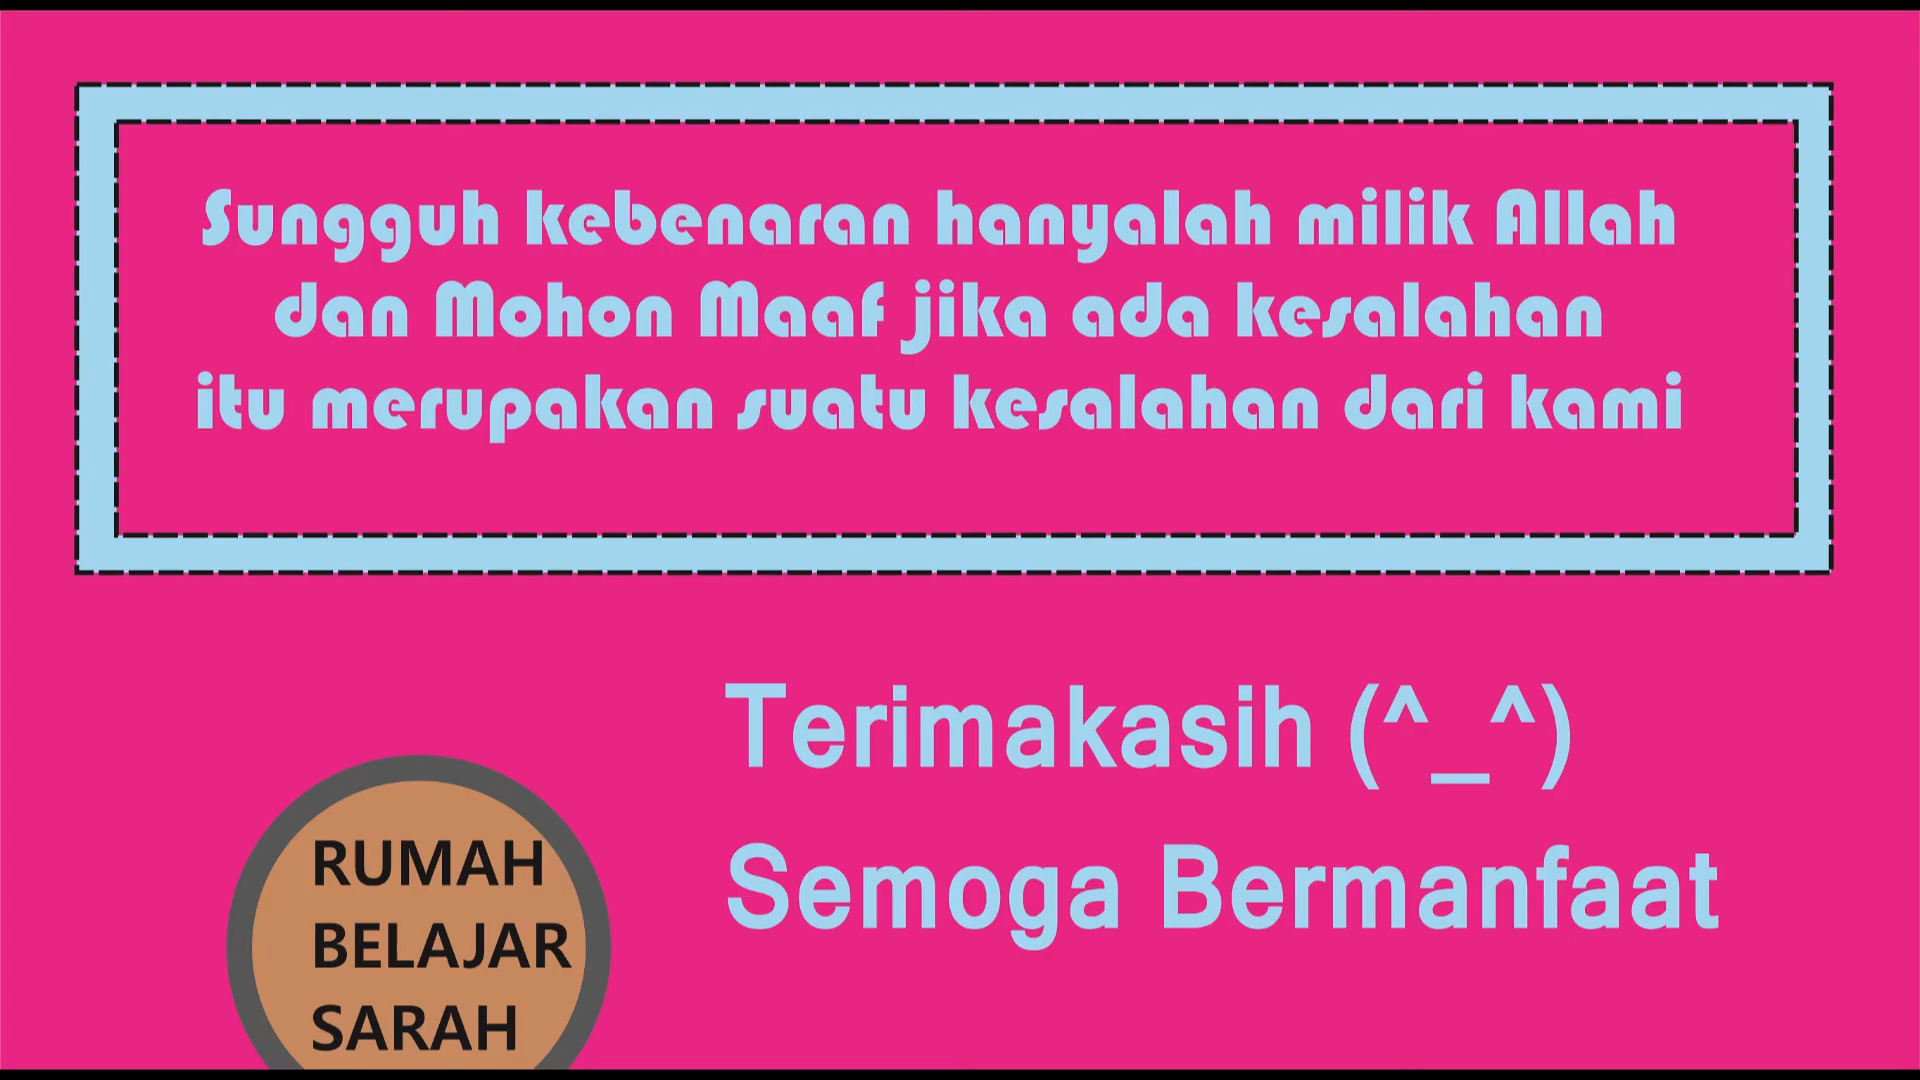 Sungguh kebenaran hanyalah milik Allah
dan Mohon Maaf jika ada kesalahan
itu merupakan suatu kesalahan dari kami
Terimakasih (^_^)
Semoga Bermanfaat
RUMAH
BELAJAR
SARAH